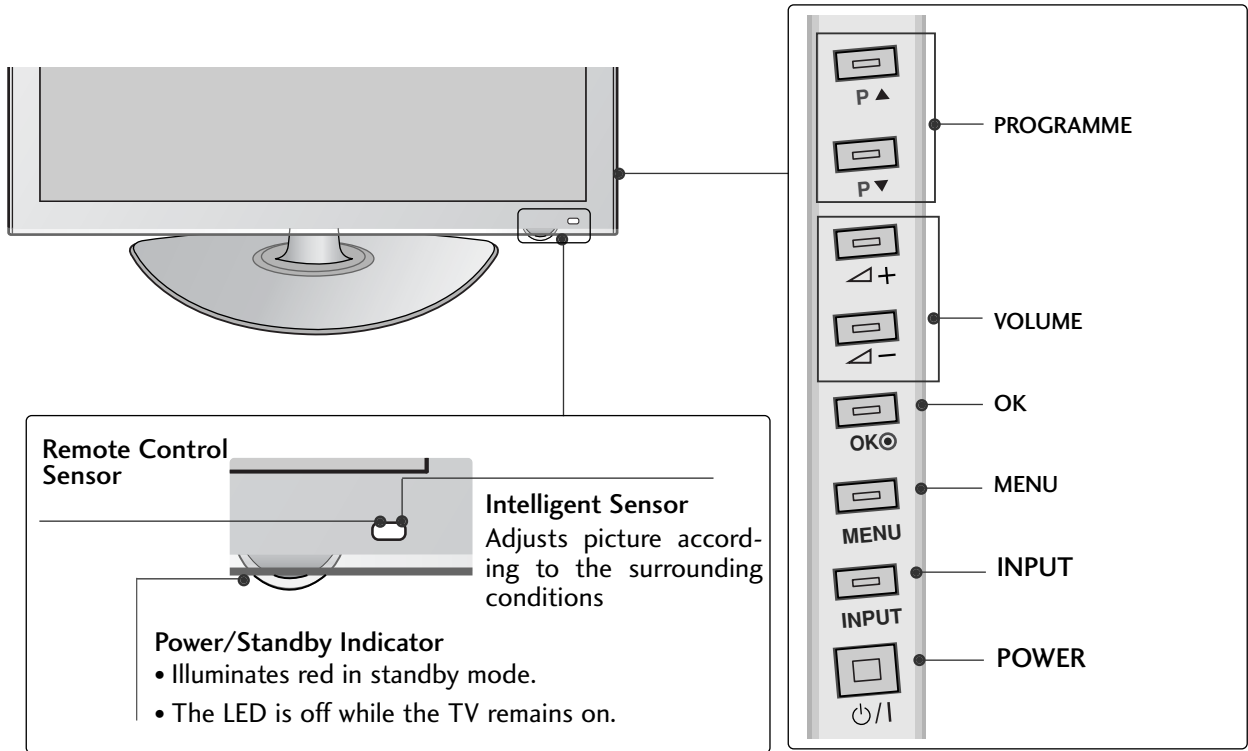 P ▲
PROGRAMME
P ▼
+
VOLUME
-
OK
OK◉
MENU
MENU
INPUT
INPUT
POWER
⏻/I
Remote Control
Sensor
Intelligent Sensor
Adjusts picture accord-
ing to the surrounding
conditions
Power/Standby Indicator
• Illuminates red in standby mode.
• The LED is off while the TV remains on.